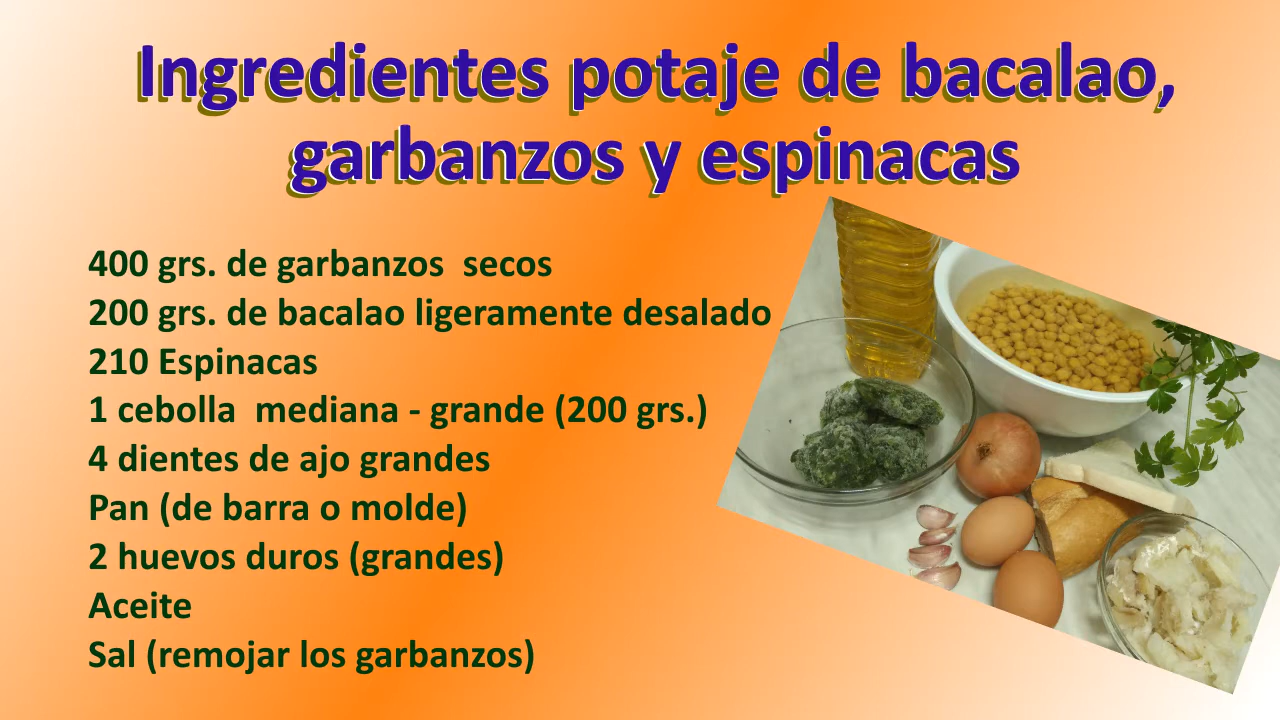 Ingredientes potaje de bacalao,
garbanzos y espinacas
400 grs. de garbanzos  secos
200 grs. de bacalao ligeramente desalado
210 Espinacas
1 cebolla  mediana - grande (200 grs.)
4 dientes de ajo grandes
Pan (de barra o molde)
2 huevos duros (grandes)
Aceite
Sal (remojar los garbanzos)